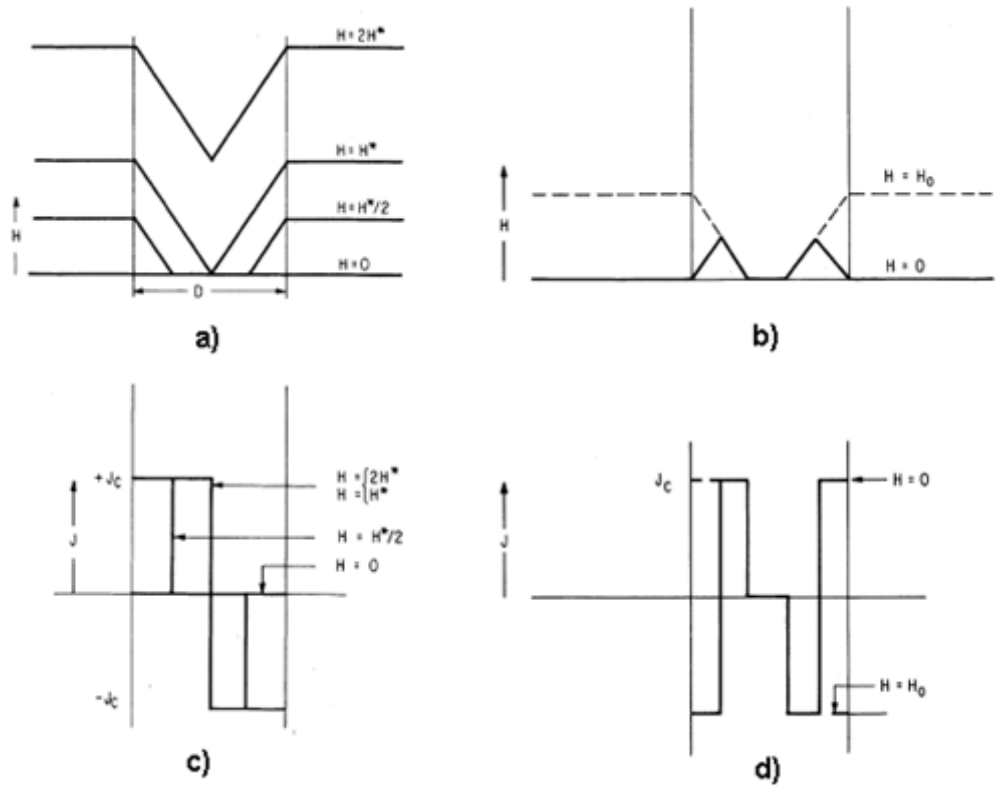 H=2H*
H=H*
H=H*/2
H=0
H
D
a)
H = H₀
H
H = 0
b)
+Jc
H = {2H*
H = {H*
J
H = H*/2
H = 0
-Jc
c)
Jc
H = 0
J
H = H₀
d)